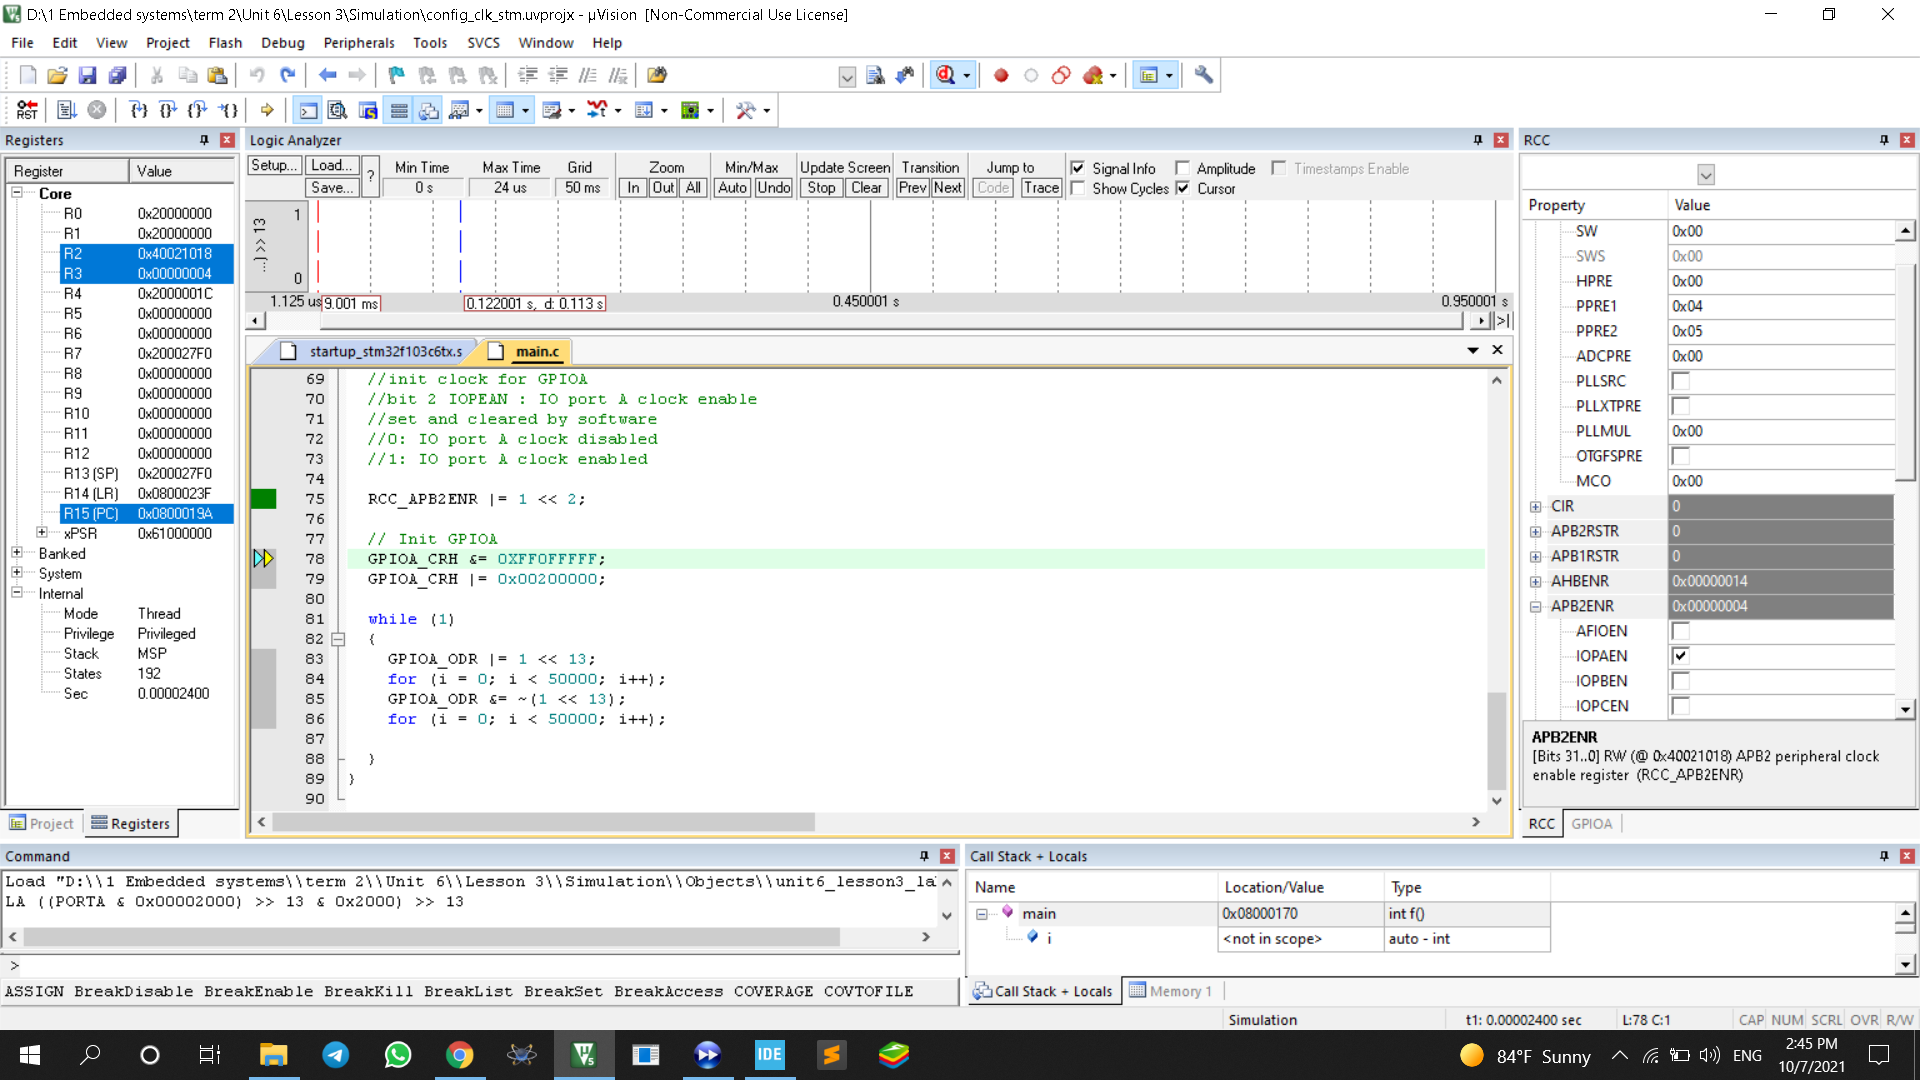 D:\1 Embedded systems\term 2\Unit 6\Lesson 3\Simulation\config_clk_stm.uvprojx - µVision [Non-Commercial Use License]
File Edit View Project Flash Debug Peripherals Tools SVCS Window Help
RST
Registers
Register Value
Core
R0 0x20000000
R1 0x20000000
R2 0x40021018
R3 0x00000004
R4 0x2000001C
R5 0x00000000
R6 0x00000000
R7 0x200027F0
R8 0x00000000
R9 0x00000000
R10 0x00000000
R11 0x00000000
R12 0x00000000
R13 (SP) 0x200027F0
R14 (LR) 0x0800023F
R15 (PC) 0x0800019A
xPSR 0x61000000
Banked
System
Internal
Mode Thread
Privilege Privileged
Stack MSP
States 192
Sec 0.00002400
Project Registers
Logic Analyzer
Setup... Load... ? Min Time Max Time Grid Zoom Min/Max Update Screen Transition Jump to Signal Info Amplitude Timestamps Enable
Save... 0 s 24 us 50 ms In Out All Auto Undo Stop Clear Prev Next Code Trace Show Cycles Cursor
...) >> 13
1
0
1.125 us 9.001 ms 0.122001 s, d: 0.113 s 0.450001 s 0.950001 s
startup_stm32f103c6tx.s main.c
69 //init clock for GPIOA
70 //bit 2 IOPEAN : IO port A clock enable
71 //set and cleared by software
72 //0: IO port A clock disabled
73 //1: IO port A clock enabled
74
75 RCC_APB2ENR |= 1 << 2;
76
77 // Init GPIOA
78 GPIOA_CRH &= 0XFF0FFFFF;
79 GPIOA_CRH |= 0x00200000;
80
81 while (1)
82 {
83 GPIOA_ODR |= 1 << 13;
84 for (i = 0; i < 50000; i++);
85 GPIOA_ODR &= ~(1 << 13);
86 for (i = 0; i < 50000; i++);
87
88 }
89 }
90
RCC
Property Value
SW 0x00
SWS 0x00
HPRE 0x00
PPRE1 0x04
PPRE2 0x05
ADCPRE 0x00
PLLSRC
PLLXTPRE
PLLMUL 0x00
OTGFSPRE
MCO 0x00
CIR 0
APB2RSTR 0
APB1RSTR 0
AHBENR 0x00000014
APB2ENR 0x00000004
AFIOEN
IOPAEN
IOPBEN
IOPCEN
APB2ENR
[Bits 31..0] RW (@ 0x40021018) APB2 peripheral clock
enable register (RCC_APB2ENR)
RCC GPIOA
Command
Load "D:\\1 Embedded systems\\term 2\\Unit 6\\Lesson 3\\Simulation\\Objects\\unit6_lesson3_la
LA ((PORTA & 0x00002000) >> 13 & 0x2000) >> 13
>
ASSIGN BreakDisable BreakEnable BreakKill BreakList BreakSet BreakAccess COVERAGE COVTOFILE
Call Stack + Locals
Name Location/Value Type
main 0x08000170 int f()
i <not in scope> auto - int
Call Stack + Locals Memory 1
Simulation t1: 0.00002400 sec L:78 C:1 CAP NUM SCRL OVR R/W
IDE
84°F Sunny ENG
2:45 PM
10/7/2021